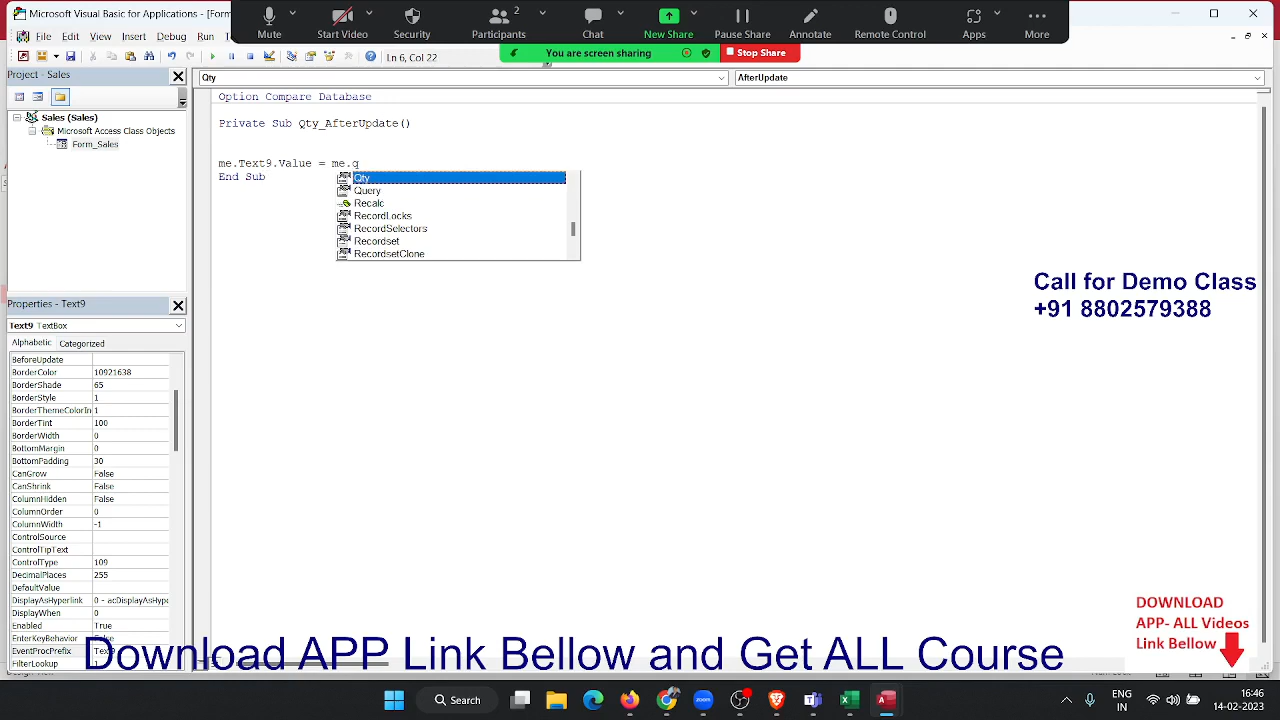 Microsoft Visual Basic for Applications - [Form_
Mute
Start Video
Security
Participants
2
Chat
New Share
Pause Share
Annotate
Remote Control
Apps
More
File Edit View Insert Debug Run
Ln 6, Col 22
You are screen sharing
Stop Share
Project - Sales
Qty
AfterUpdate
Option Compare Database
Sales (Sales)
Microsoft Access Class Objects
Form_Sales
Private Sub Qty_AfterUpdate()
me.Text9.Value = me.q
End Sub
Qty
Query
Recalc
RecordLocks
RecordSelectors
Recordset
RecordsetClone
Call for Demo Class
+91 8802579388
Properties - Text9
Text9 TextBox
Alphabetic Categorized
BeforeUpdate
BorderColor 10921638
BorderShade 65
BorderStyle 1
BorderThemeColorIn 1
BorderTint 100
BorderWidth 0
BottomMargin 0
BottomPadding 30
CanGrow False
CanShrink False
ColumnHidden False
ColumnOrder 0
ColumnWidth -1
ControlSource
ControlTipText
ControlType 109
DecimalPlaces 255
DefaultValue
DisplayAsHyperlink 0 - acDisplayAsHype
DisplayWhen 0
Enabled True
EnterKeyBehavior False
EventProcPrefix Text9
FilterLookup
DOWNLOAD
APP- ALL Videos
Link Bellow
Download APP Link Bellow and Get ALL Course
Search
ENG
IN
16:46
14-02-2023